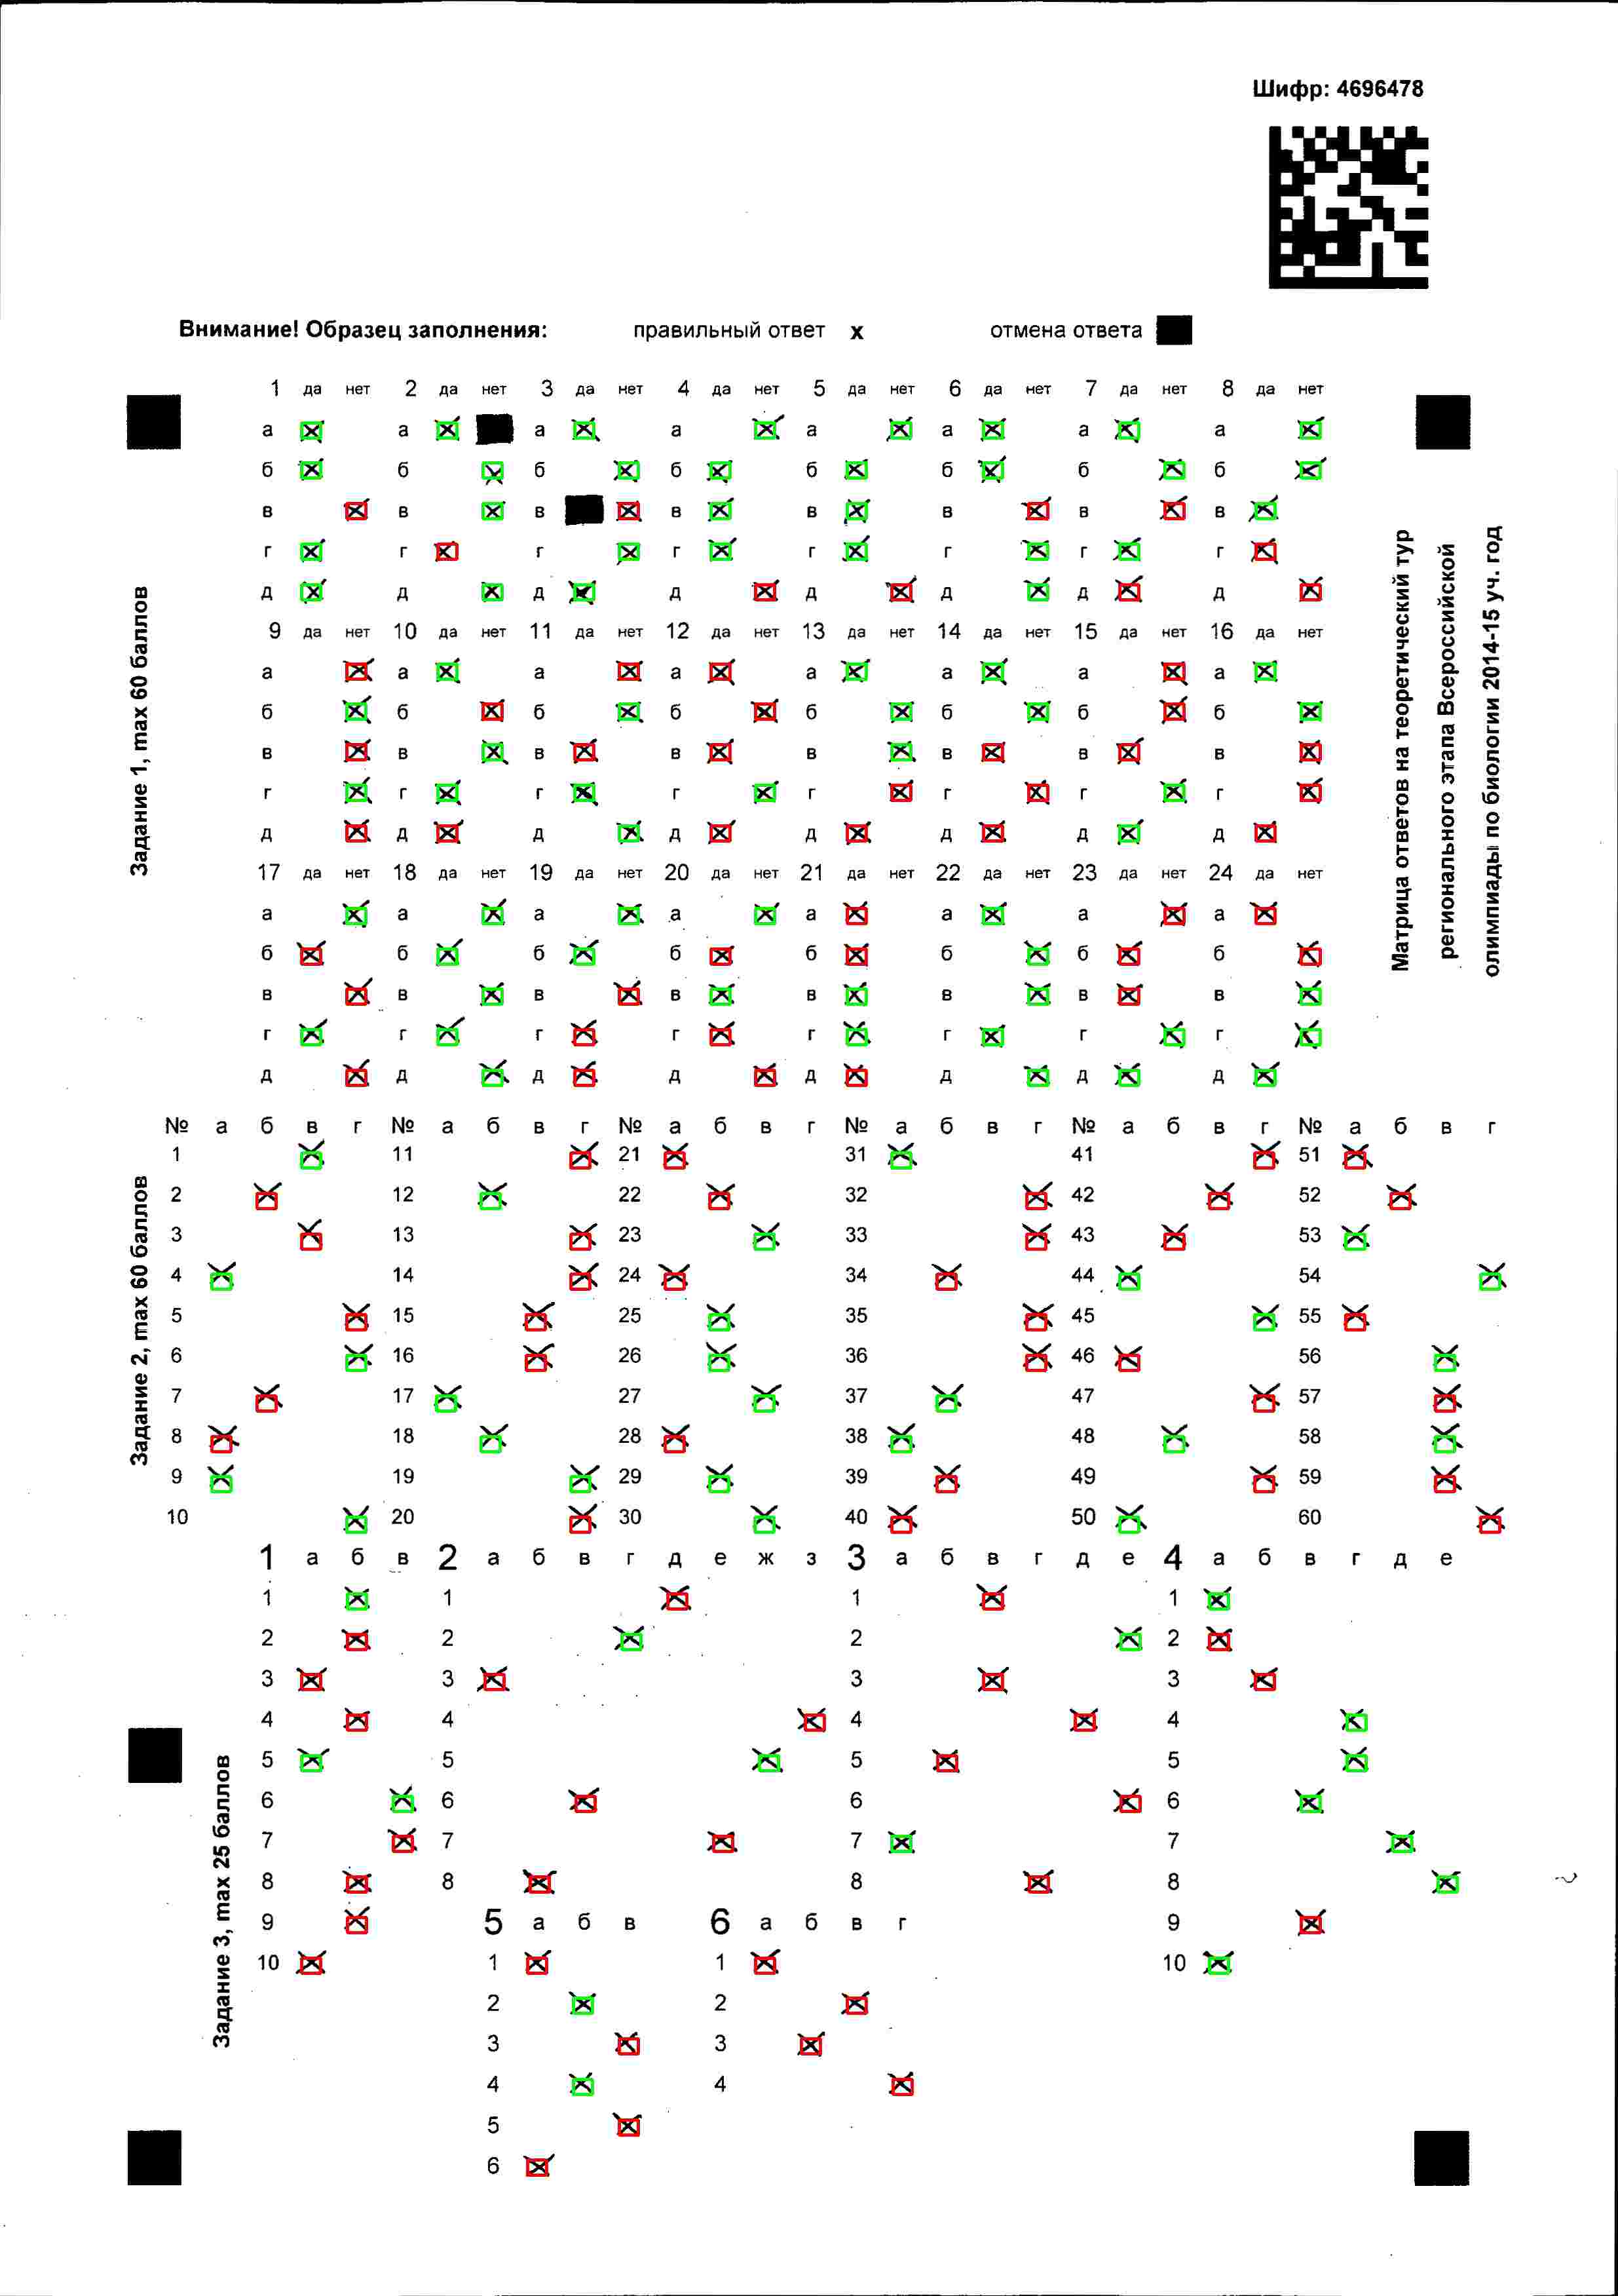 Шифр: 4696478
Внимание! Образец заполнения: правильный ответ х отмена ответа
1 да нет 2 да нет 3 да нет 4 да нет 5 да нет 6 да нет 7 да нет 8 да нет
а а а а а а а а
б б б б б б б б
в в в в в в в в
г г г г г г г г
д д д д д д д д
9 да нет 10 да нет 11 да нет 12 да нет 13 да нет 14 да нет 15 да нет 16 да нет
а а а а а а а а
б б б б б б б б
в в в в в в в в
г г г г г г г г
д д д д д д д д
17 да нет 18 да нет 19 да нет 20 да нет 21 да нет 22 да нет 23 да нет 24 да нет
а а а а а а а а
б б б б б б б б
в в в в в в в в
г г г г г г г г
д д д д д д д д
Задание 1, max 60 баллов
Матрица ответов на теоретический тур
регионального этапа Всероссийской
олимпиады по биологии 2014-15 уч. год
№ а б в г № а б в г № а б в г № а б в г № а б в г № а б в г
1 11 21 31 41 51
2 12 22 32 42 52
3 13 23 33 43 53
4 14 24 34 44 54
5 15 25 35 45 55
6 16 26 36 46 56
7 17 27 37 47 57
8 18 28 38 48 58
9 19 29 39 49 59
10 20 30 40 50 60
Задание 2, max 60 баллов
1 а б в 2 а б в г д е ж з 3 а б в г д е 4 а б в г д е
1 1 1 1
2 2 2 2
3 3 3 3
4 4 4 4
5 5 5 5
6 6 6 6
7 7 7 7
8 8 8 8
9 5 а б в 6 а б в г 9
10 1 1 10
2 2
3 3
4 4
5
6
Задание 3, max 25 баллов